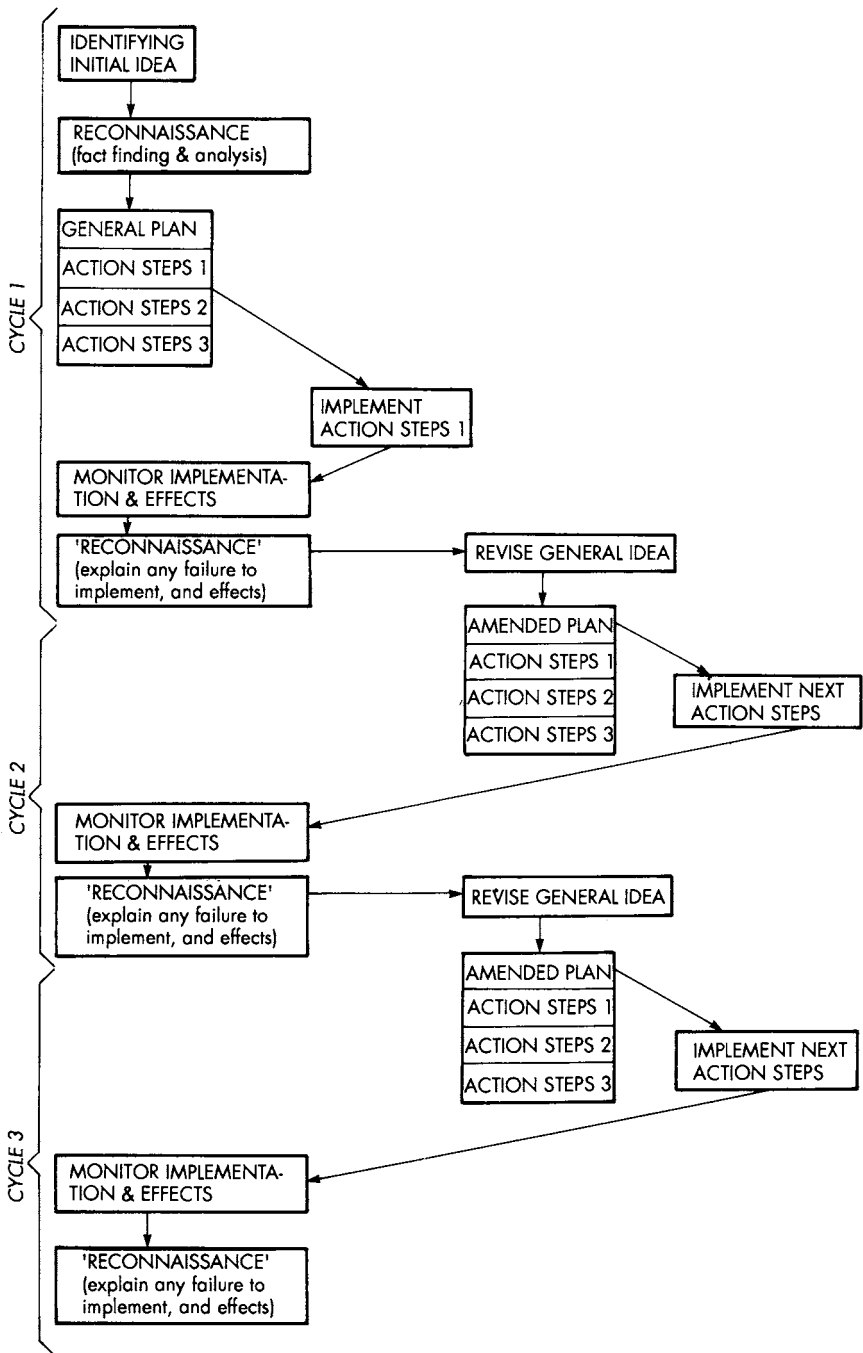 IDENTIFYING
INITIAL IDEA
RECONNAISSANCE
(fact finding & analysis)
GENERAL PLAN
ACTION STEPS 1
ACTION STEPS 2
ACTION STEPS 3
CYCLE 1
IMPLEMENT
ACTION STEPS 1
MONITOR IMPLEMENTA-
TION & EFFECTS
'RECONNAISSANCE'
(explain any failure to
implement, and effects)
REVISE GENERAL IDEA
AMENDED PLAN
ACTION STEPS 1
ACTION STEPS 2
ACTION STEPS 3
IMPLEMENT NEXT
ACTION STEPS
CYCLE 2
MONITOR IMPLEMENTA-
TION & EFFECTS
'RECONNAISSANCE'
(explain any failure to
implement, and effects)
REVISE GENERAL IDEA
AMENDED PLAN
ACTION STEPS 1
ACTION STEPS 2
ACTION STEPS 3
IMPLEMENT NEXT
ACTION STEPS
CYCLE 3
MONITOR IMPLEMENTA-
TION & EFFECTS
'RECONNAISSANCE'
(explain any failure to
implement, and effects)